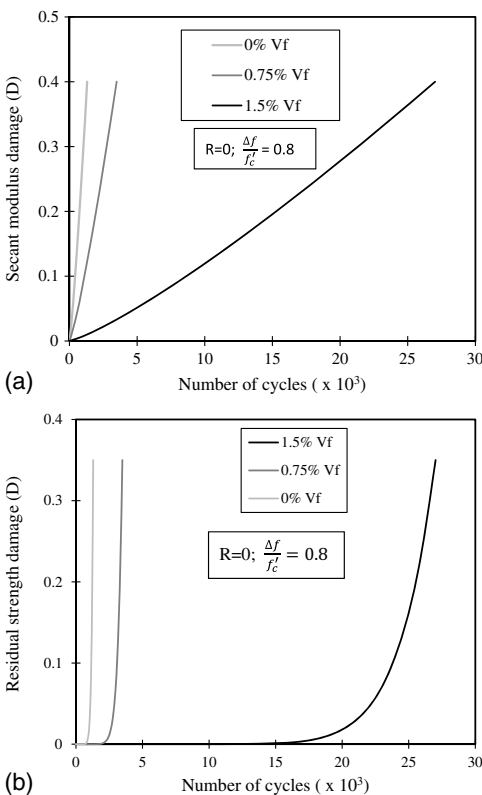 0.5
0.4
0.3
0.2
0.1
0
Secant modulus damage (D)
0% Vf
0.75% Vf
1.5% Vf
R=0; Δf/f′c = 0.8
0 5 10 15 20 25 30
Number of cycles ( x 10³)
(a)
0.4
0.3
0.2
0.1
0
Residual strength damage (D)
1.5% Vf
0.75% Vf
0% Vf
R=0; Δf/f′c = 0.8
0 5 10 15 20 25 30
Number of cycles ( x 10³)
(b)